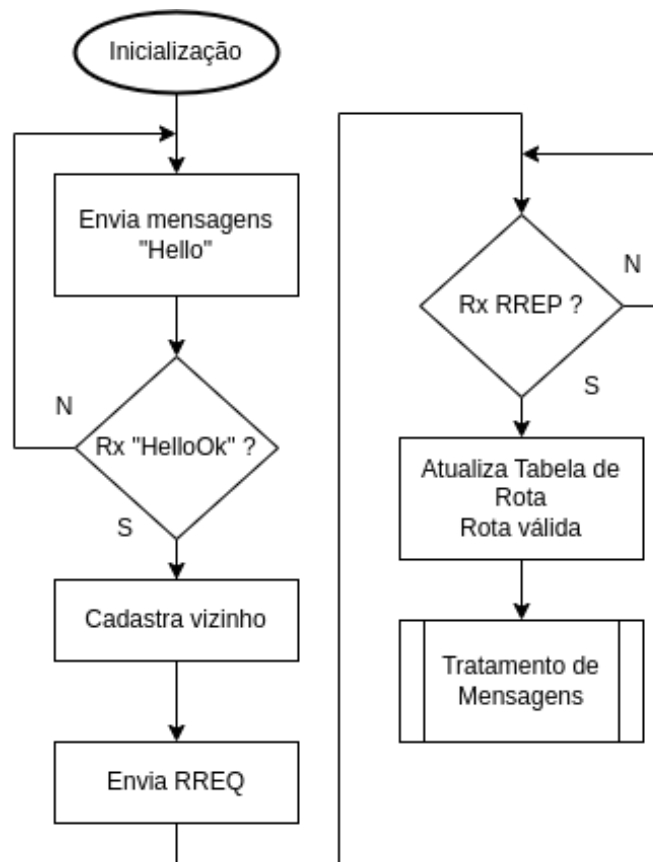 Inicialização
Envia mensagens
"Hello"
N
Rx "HelloOk" ?
S
Cadastra vizinho
Envia RREQ
N
Rx RREP ?
S
Atualiza Tabela de
Rota
Rota válida
Tratamento de
Mensagens